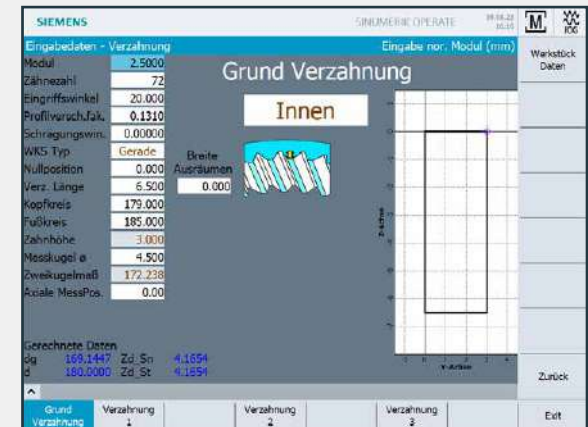 SIEMENS SINUMERIK OPERATE
M JOG
Eingabedaten - Verzahnung Eingabe nor. Modul (mm)
Werkstück
Daten
Modul 2.5000
Grund Verzahnung
Zähnezahl 72
Eingriffswinkel 20.000
Innen
Profilversch.fak. 0.1310
Schrägungswin. 0.00000
WKS Typ Gerade
Breite
Ausräumen
Nullposition 0.000
0.000
Verz. Länge 6.500
Kopfkreis 179.000
Fußkreis 185.000
Zahnhöhe 3.000
Messkugel ø 4.500
Zweikugelmaß 172.238
Axiale MessPos. 0.00
Gerechnete Daten
dg 169.1447 Zd_Sn 4.1654
d 180.0000 Zd_St 4.1654
Zurück
Grund
Verzahnung
Verzahnung
1
Verzahnung
2
Verzahnung
3
Exit